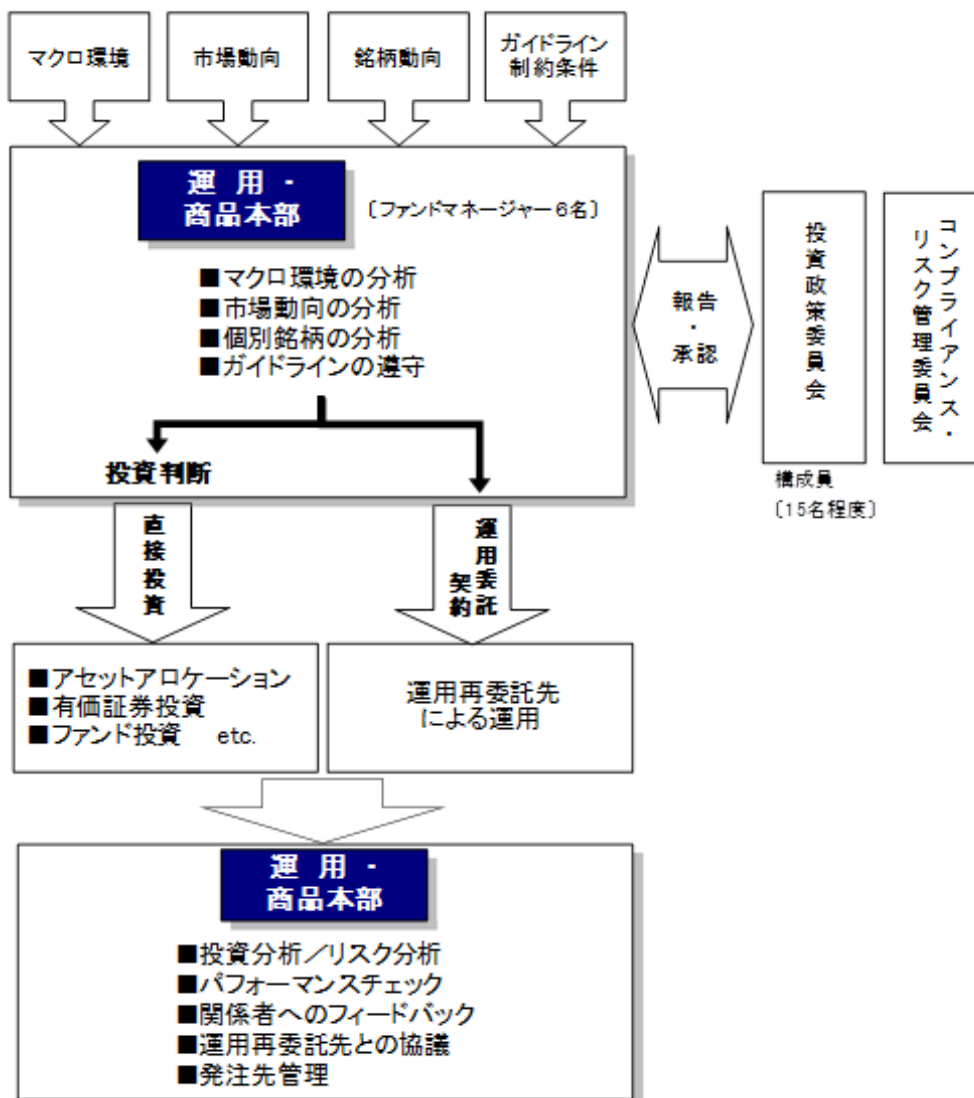 マクロ環境
市場動向
銘柄動向
ガイドライン
制約条件
運 用 -
商品本部
〔ファンドマネージャー6名〕
■マクロ環境の分析
■市場動向の分析
■個別銘柄の分析
■ガイドラインの遵守
投資判断
報告
・
承認
投資政策委員会
コンプライアンス・
リスク管理委員会
構成員
〔15名程度〕
直接投資
運用委託
契約
■アセットアロケーション
■有価証券投資
■ファンド投資 etc.
運用再委託先
による運用
運 用 -
商品本部
■投資分析／リスク分析
■パフォーマンスチェック
■関係者へのフィードバック
■運用再委託先との協議
■発注先管理